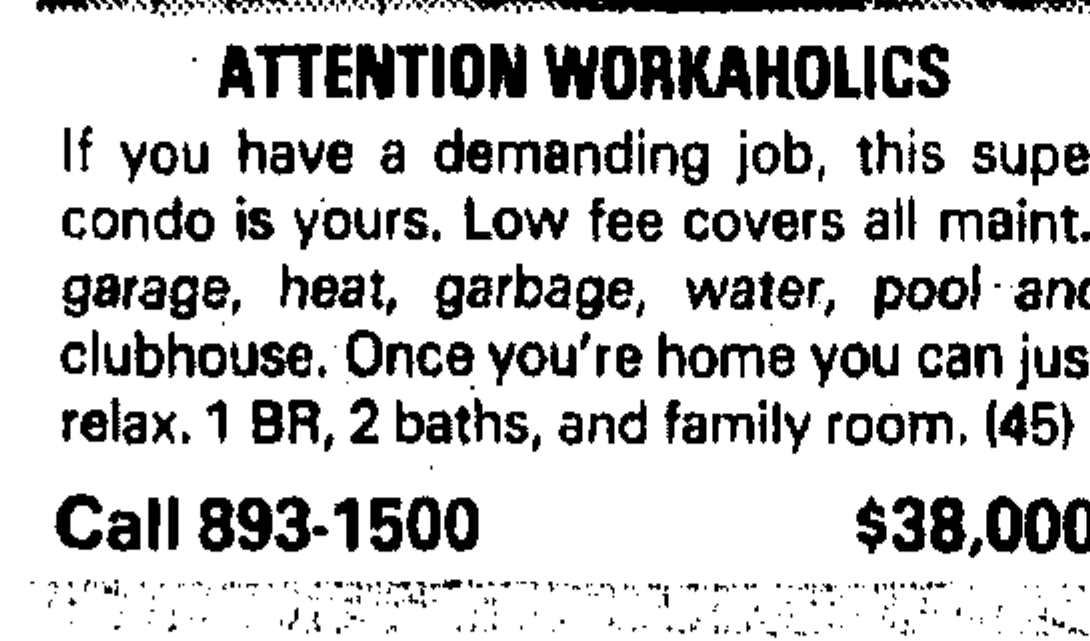 ATTENTION WORKAHOLICS
If you have a demanding job, this supe
condo is yours. Low fee covers all maint.
garage, heat, garbage, water, pool and
clubhouse. Once you're home you can jus
relax. 1 BR, 2 baths, and family room. (45)
Call 893-1500 $38,000